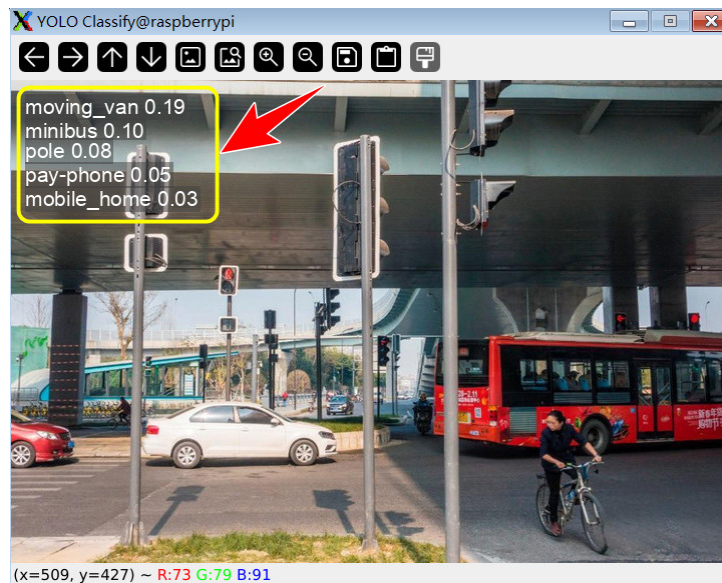 YOLO Classify@raspberrypi
moving_van 0.19
minibus 0.10
pole 0.08
pay-phone 0.05
mobile_home 0.03
(x=509, y=427) ~ R:73 G:79 B:91